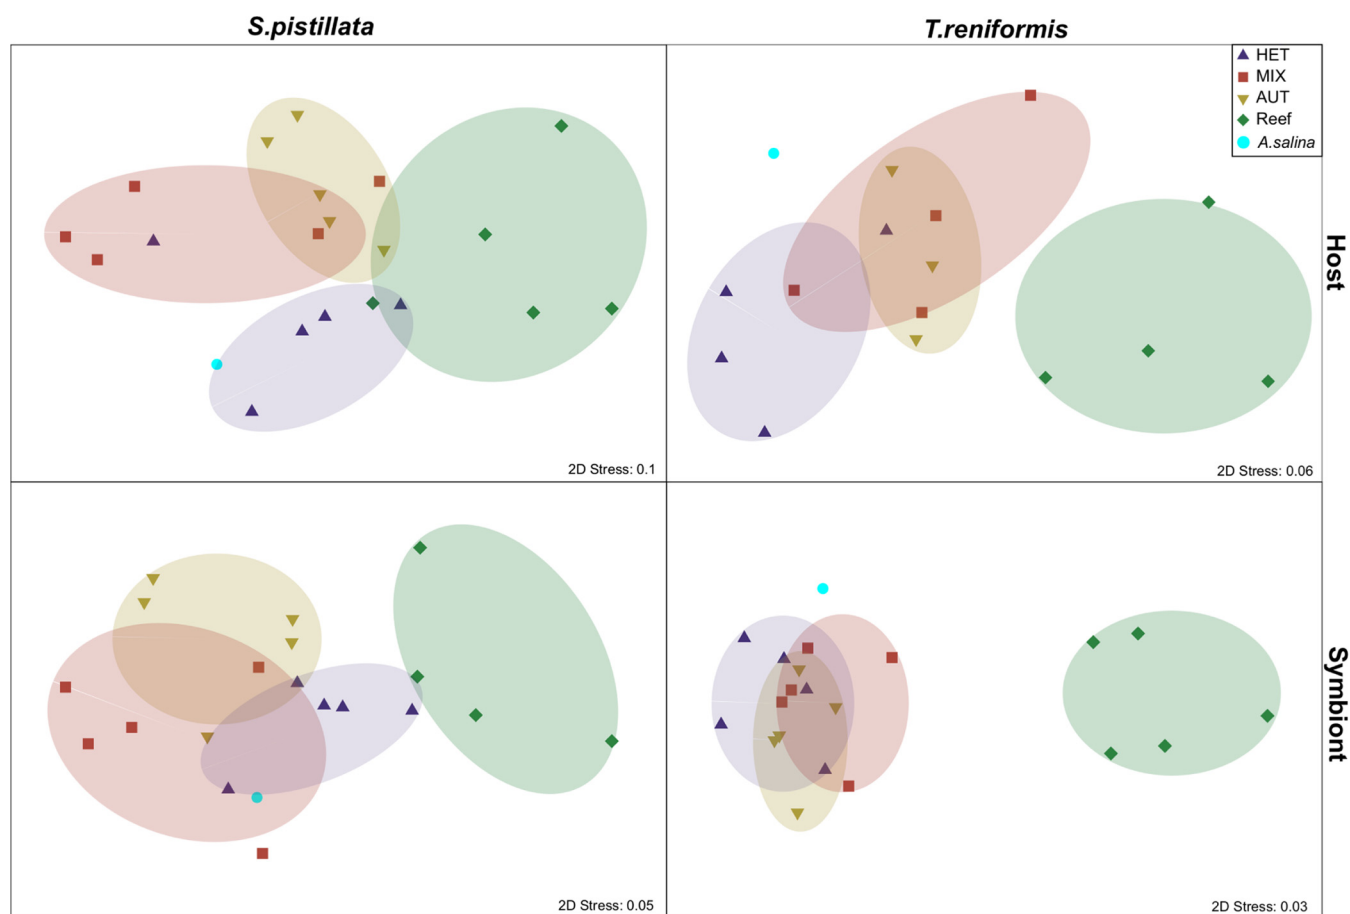 S.pistillata
T.reniformis
HET
MIX
AUT
Reef
A.salina
Host
2D Stress: 0.1
2D Stress: 0.06
Symbiont
2D Stress: 0.05
2D Stress: 0.03